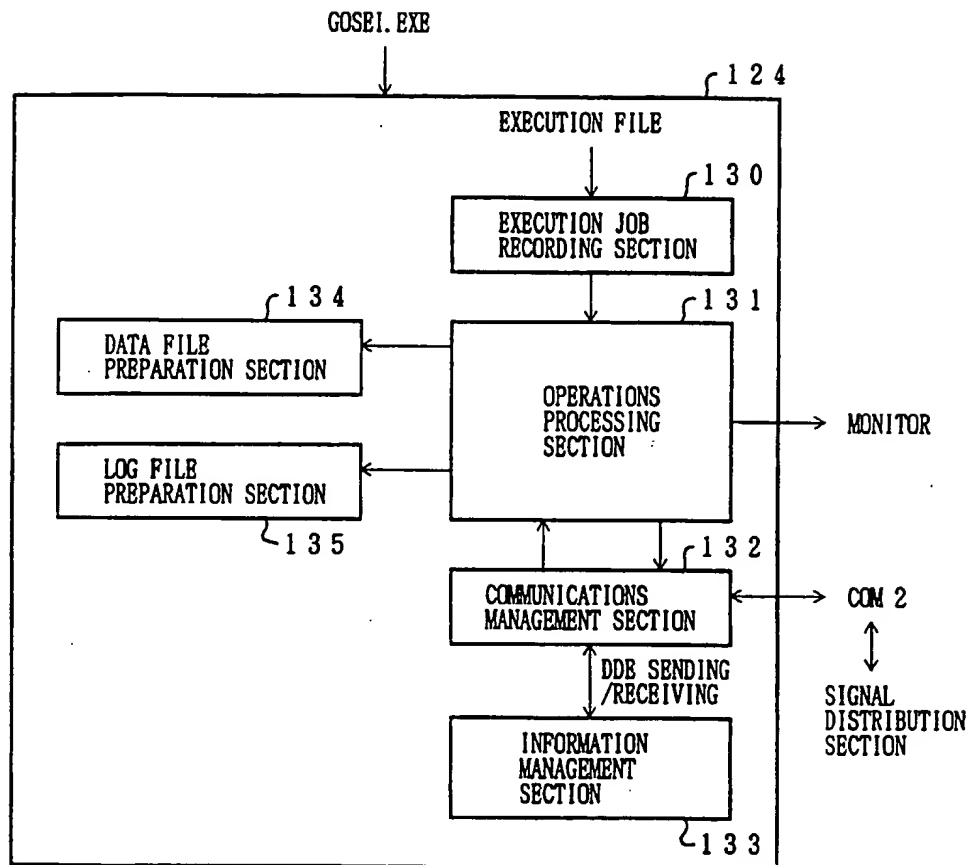 GOSEI.EXE
124
EXECUTION FILE
130
EXECUTION JOB
RECORDING SECTION
134
131
DATA FILE
PREPARATION SECTION
OPERATIONS
PROCESSING
SECTION
MONITOR
LOG FILE
PREPARATION SECTION
135
132
COMMUNICATIONS
MANAGEMENT SECTION
COM 2
DDE SENDING
/RECEIVING
SIGNAL
DISTRIBUTION
SECTION
INFORMATION
MANAGEMENT
SECTION
133